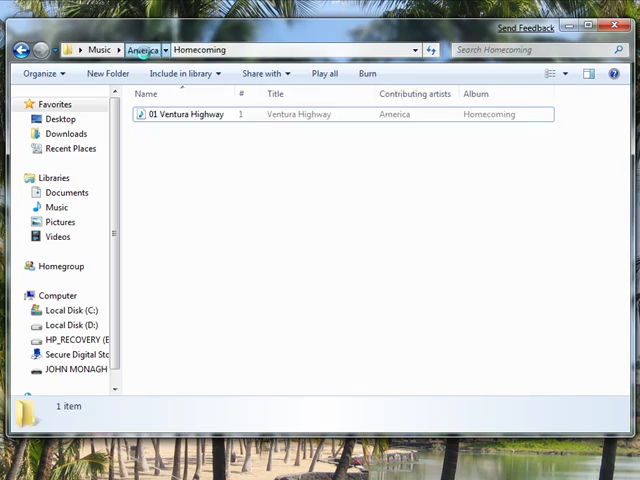 Send Feedback
Music America Homecoming Search Homecoming
Organize New Folder Include in library Share with Play all Burn
Name # Title Contributing artists Album
01 Ventura Highway 1 Ventura Highway America Homecoming
Favorites
Desktop
Downloads
Recent Places
Libraries
Documents
Music
Pictures
Videos
Homegroup
Computer
Local Disk (C:)
Local Disk (D:)
HP_RECOVERY (E
Secure Digital Sto
JOHN MONAGH
1 item